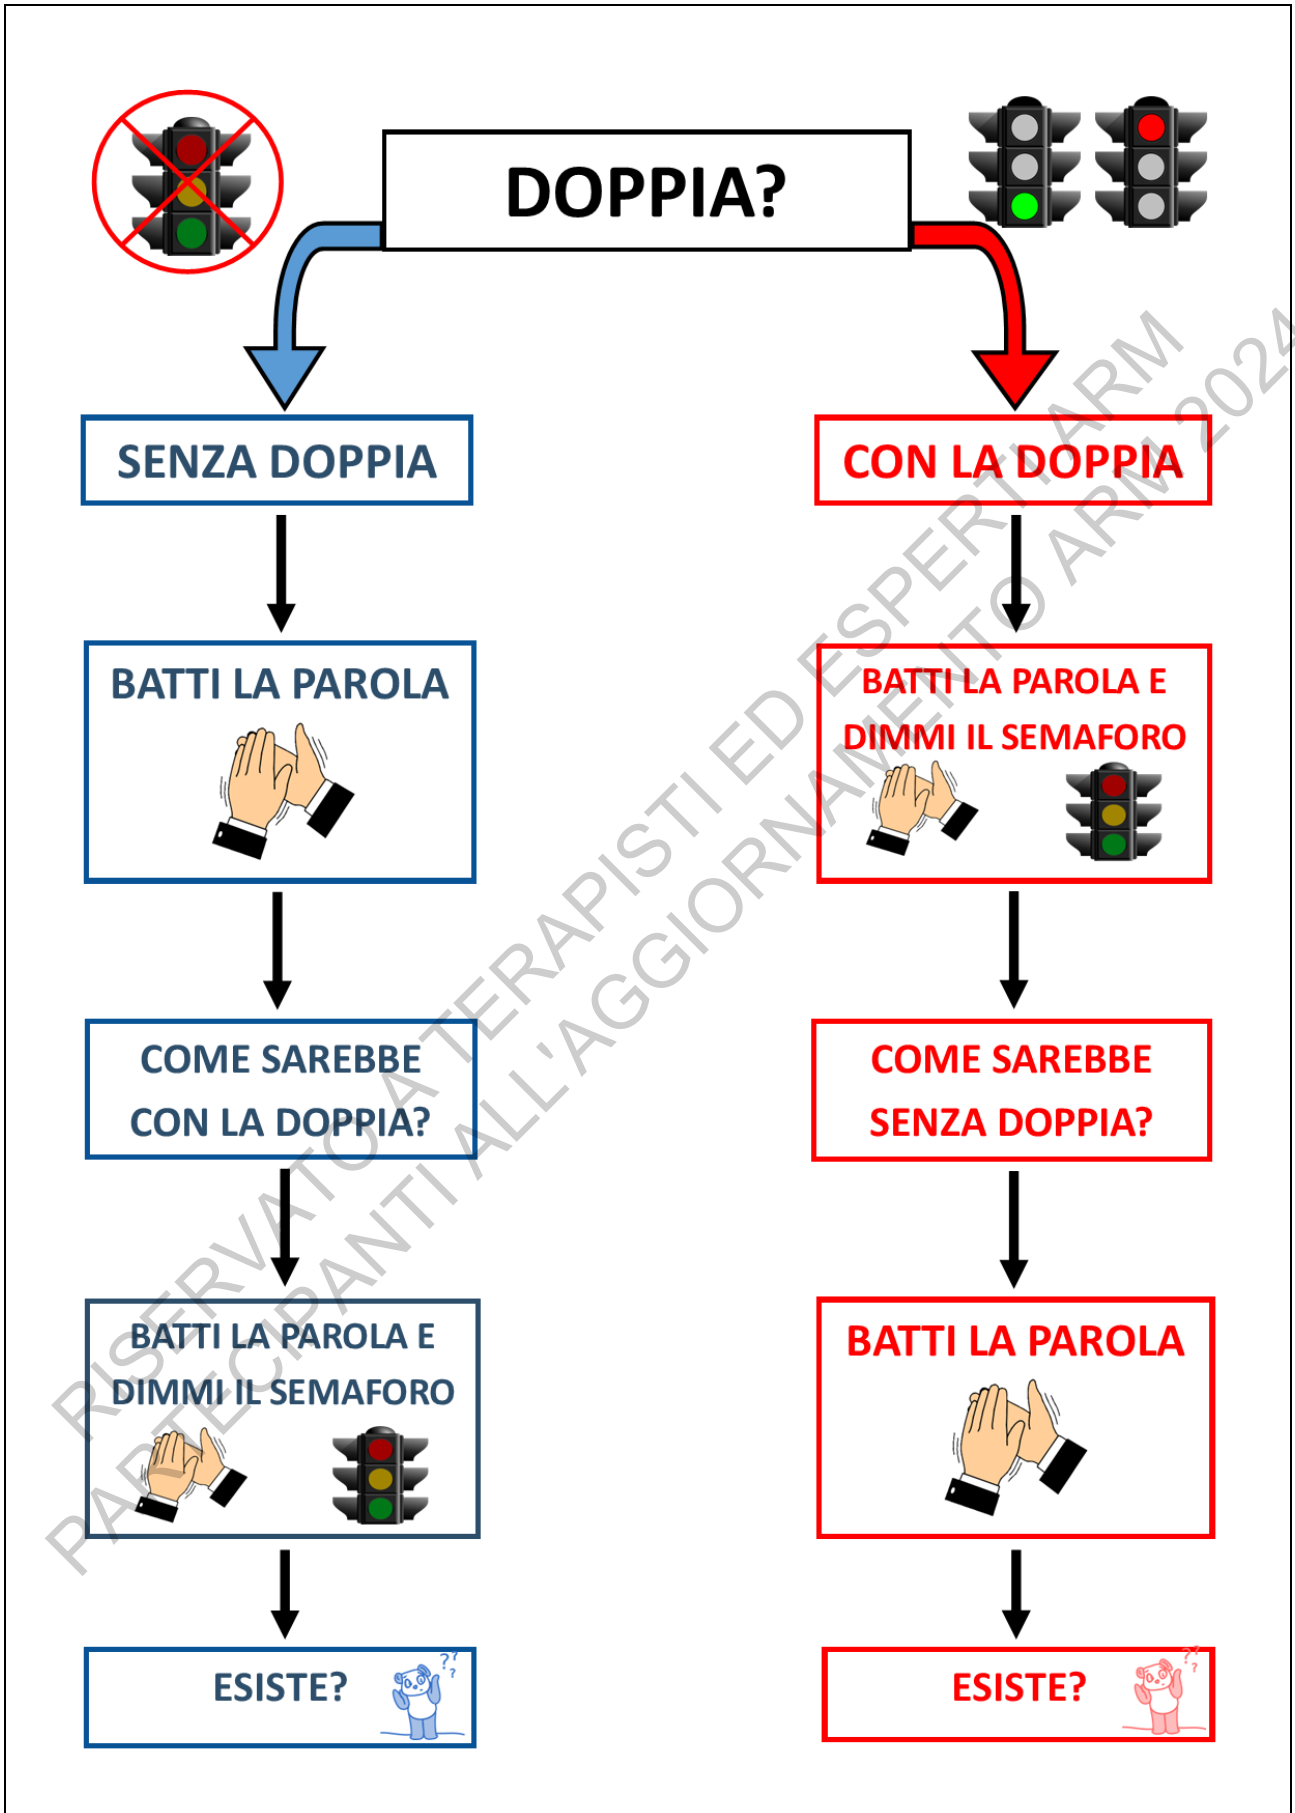 DOPPIA?
SENZA DOPPIA
BATTI LA PAROLA
COME SAREBBE
CON LA DOPPIA?
BATTI LA PAROLA E
DIMMI IL SEMAFORO
ESISTE?
???
CON LA DOPPIA
BATTI LA PAROLA E
DIMMI IL SEMAFORO
COME SAREBBE
SENZA DOPPIA?
BATTI LA PAROLA
ESISTE?
???
RISERVATO A TERAPISTI ED ESPERTI ARM
PARTECIPANTI ALL'AGGIORNAMENTO ARM 2024